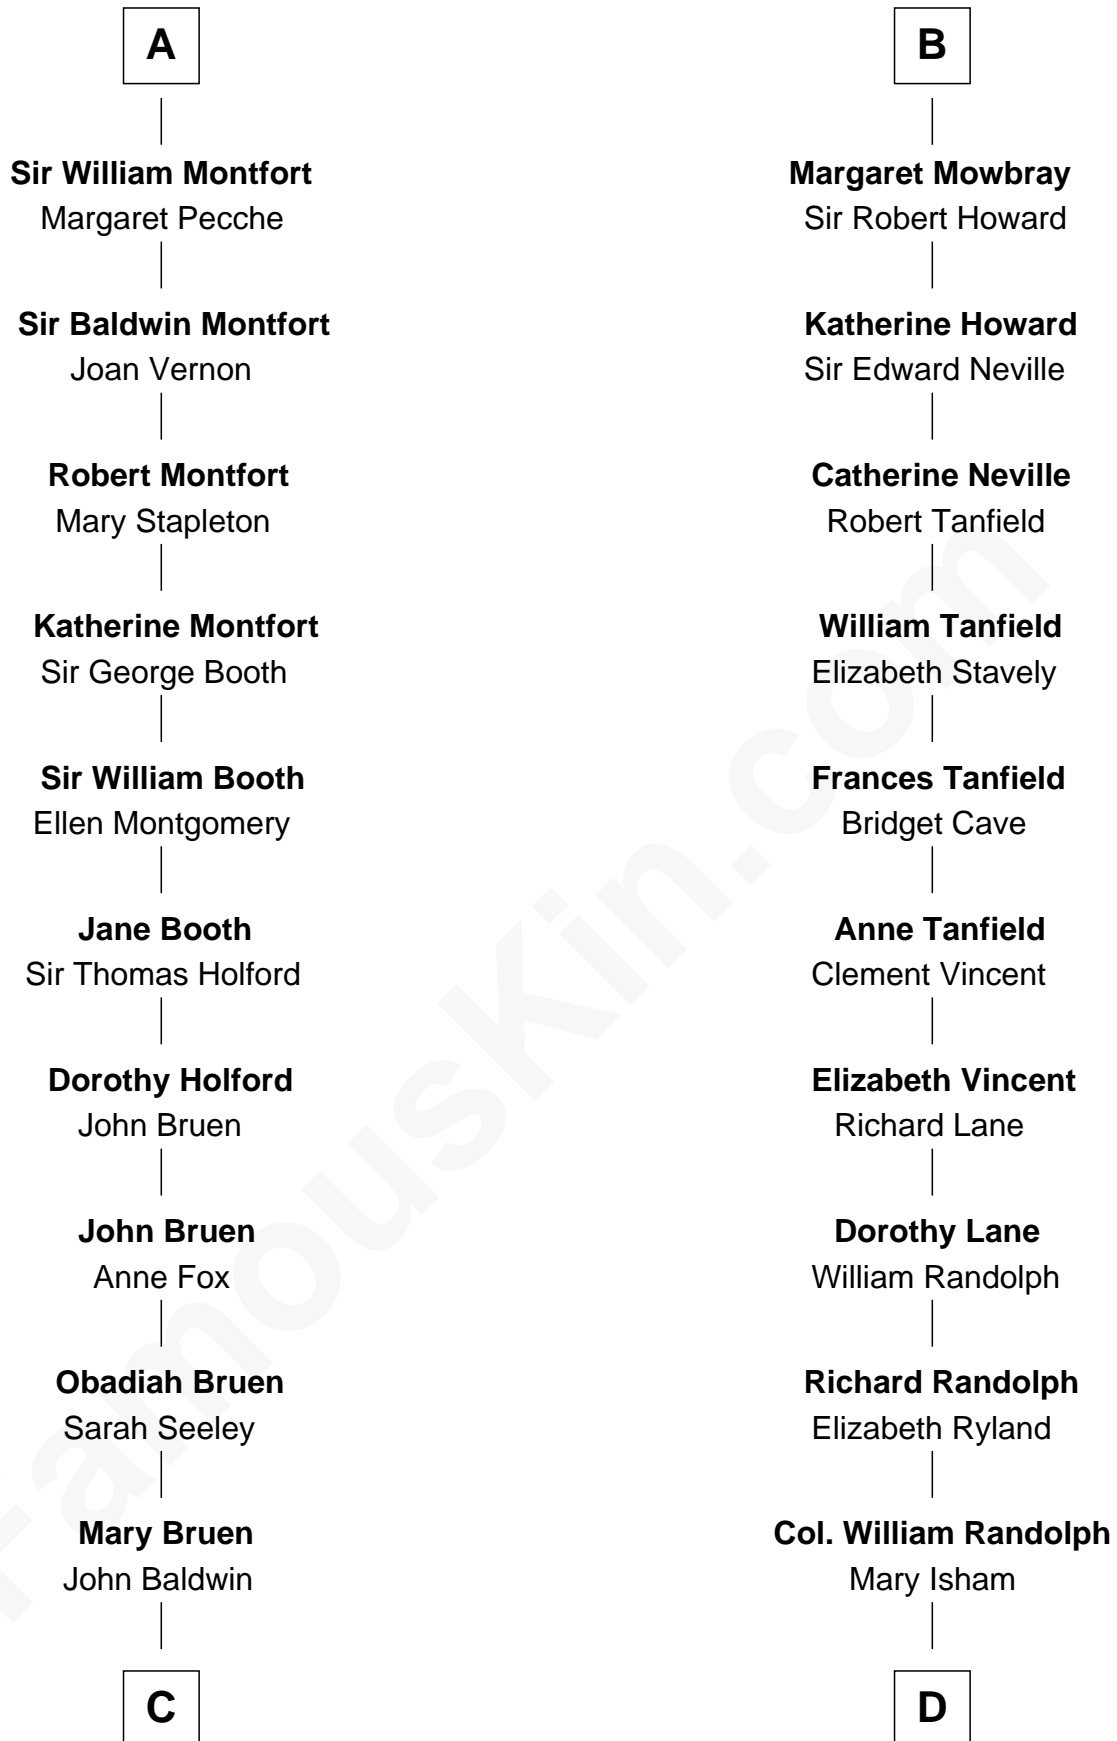 A
Sir William Montfort
Margaret Pecche
Sir Baldwin Montfort
Joan Vernon
Robert Montfort
Mary Stapleton
Katherine Montfort
Sir George Booth
Sir William Booth
Ellen Montgomery
Jane Booth
Sir Thomas Holford
Dorothy Holford
John Bruen
John Bruen
Anne Fox
Obadiah Bruen
Sarah Seeley
Mary Bruen
John Baldwin
C
B
Margaret Mowbray
Sir Robert Howard
Katherine Howard
Sir Edward Neville
Catherine Neville
Robert Tanfield
William Tanfield
Elizabeth Stavely
Frances Tanfield
Bridget Cave
Anne Tanfield
Clement Vincent
Elizabeth Vincent
Richard Lane
Dorothy Lane
William Randolph
Richard Randolph
Elizabeth Ryland
Col. William Randolph
Mary Isham
D
FamousKin.com